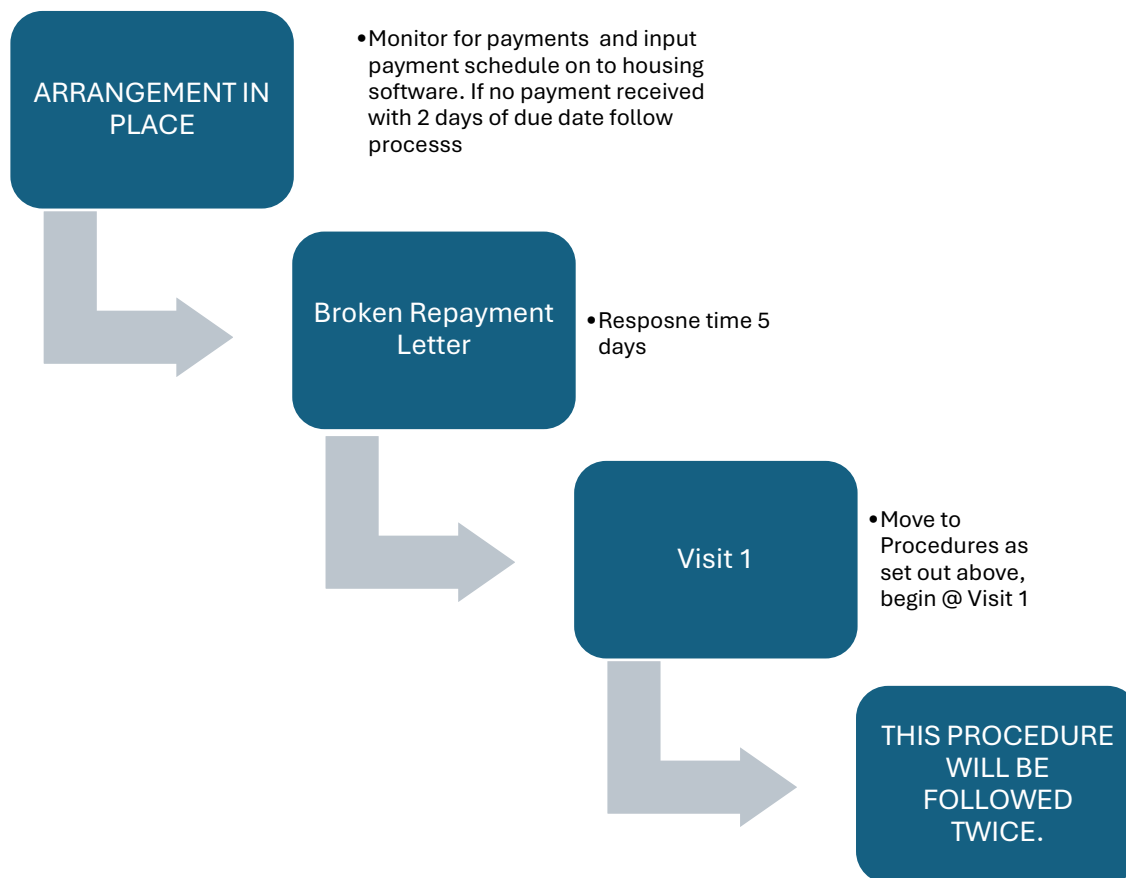 ARRANGEMENT IN
PLACE
•Monitor for payments  and input
payment schedule on to housing
software. If no payment received
with 2 days of due date follow
processs
Broken Repayment
Letter
•Resposne time 5
days
Visit 1
•Move to
Procedures as
set out above,
begin @ Visit 1
THIS PROCEDURE
WILL BE
FOLLOWED
TWICE.